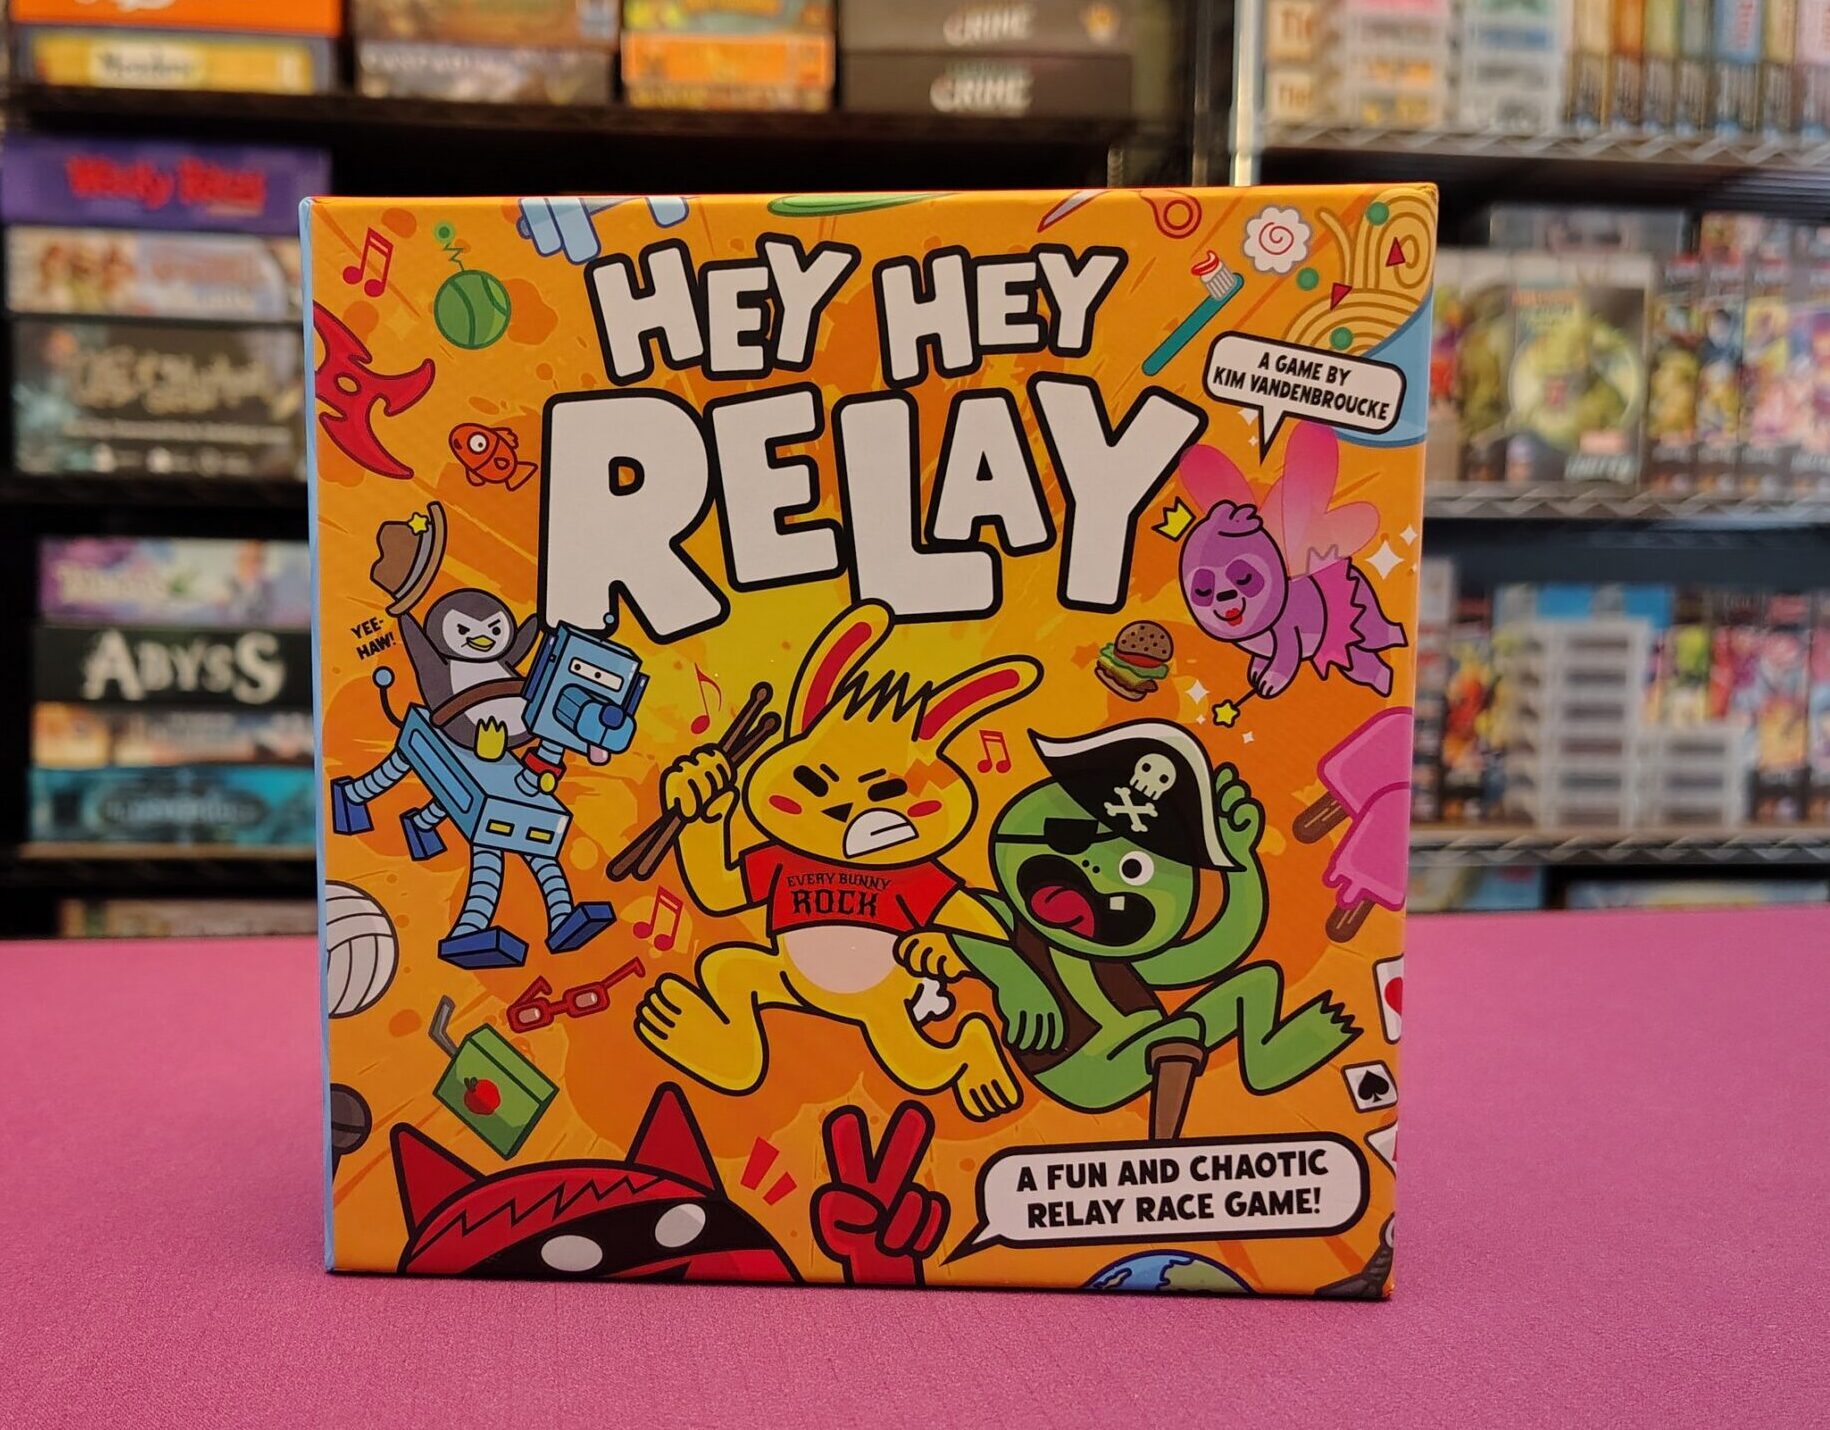 CRIME
CRIME
ABYSS
HEY HEY
RELAY
A GAME BY
KIM VANDENBROUCKE
YEE-
HAW!
EVERY BUNNY
ROCK
A FUN AND CHAOTIC
RELAY RACE GAME!